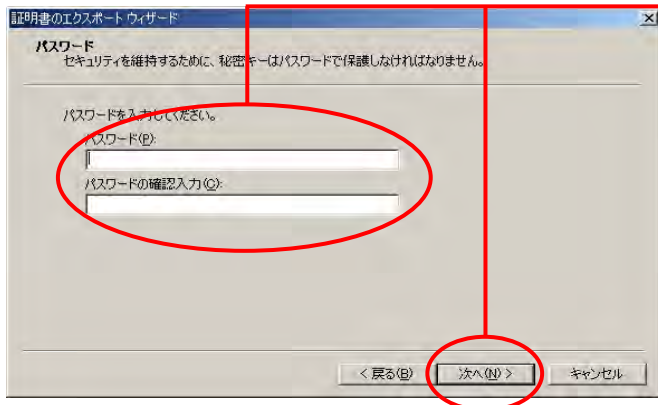 証明書のエクスポート ウィザード
パスワード
セキュリティを維持するために、秘密キーはパスワードで保護しなければなりません。
パスワードを入力してください。
パスワード(P):
パスワードの確認入力(C):
< 戻る(B)
次へ(N) >
キャンセル